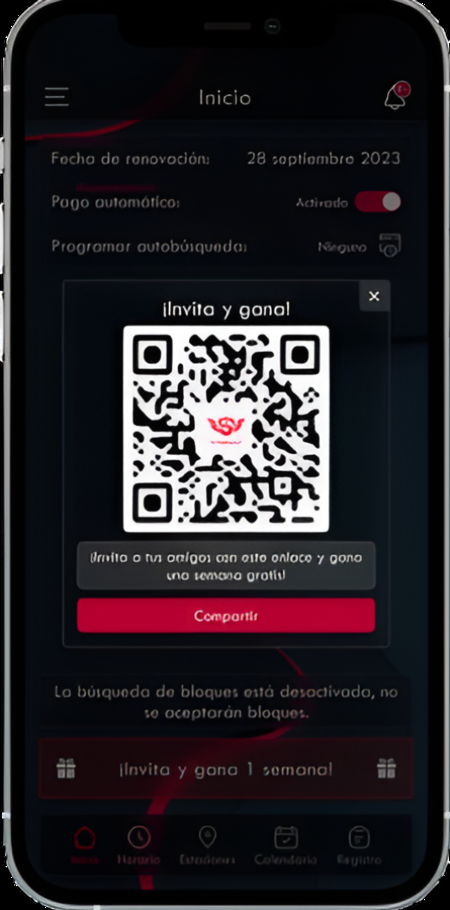 Inicio
Fecha de renovación: 28 septiembre 2023
Pago automático: Activado
Programar autobúsqueda: Ninguno
¡Invita y gana!
¡Invita a tus amigos con este enlace y gana
una semana gratis!
Compartir
La búsqueda de bloques está desactivada, no
se aceptarán bloques.
¡Invita y gana 1 semana!
Inicio Horario Estaciones Calendario Registro